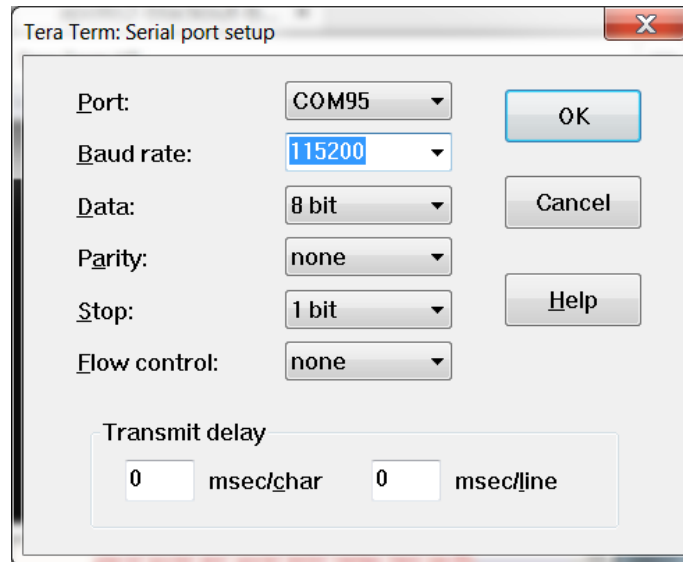 Tera Term: Serial port setup
Port: COM95
OK
Baud rate: 115200
Data: 8 bit
Cancel
Parity: none
Stop: 1 bit
Help
Flow control: none
Transmit delay
0 msec/char 0 msec/line